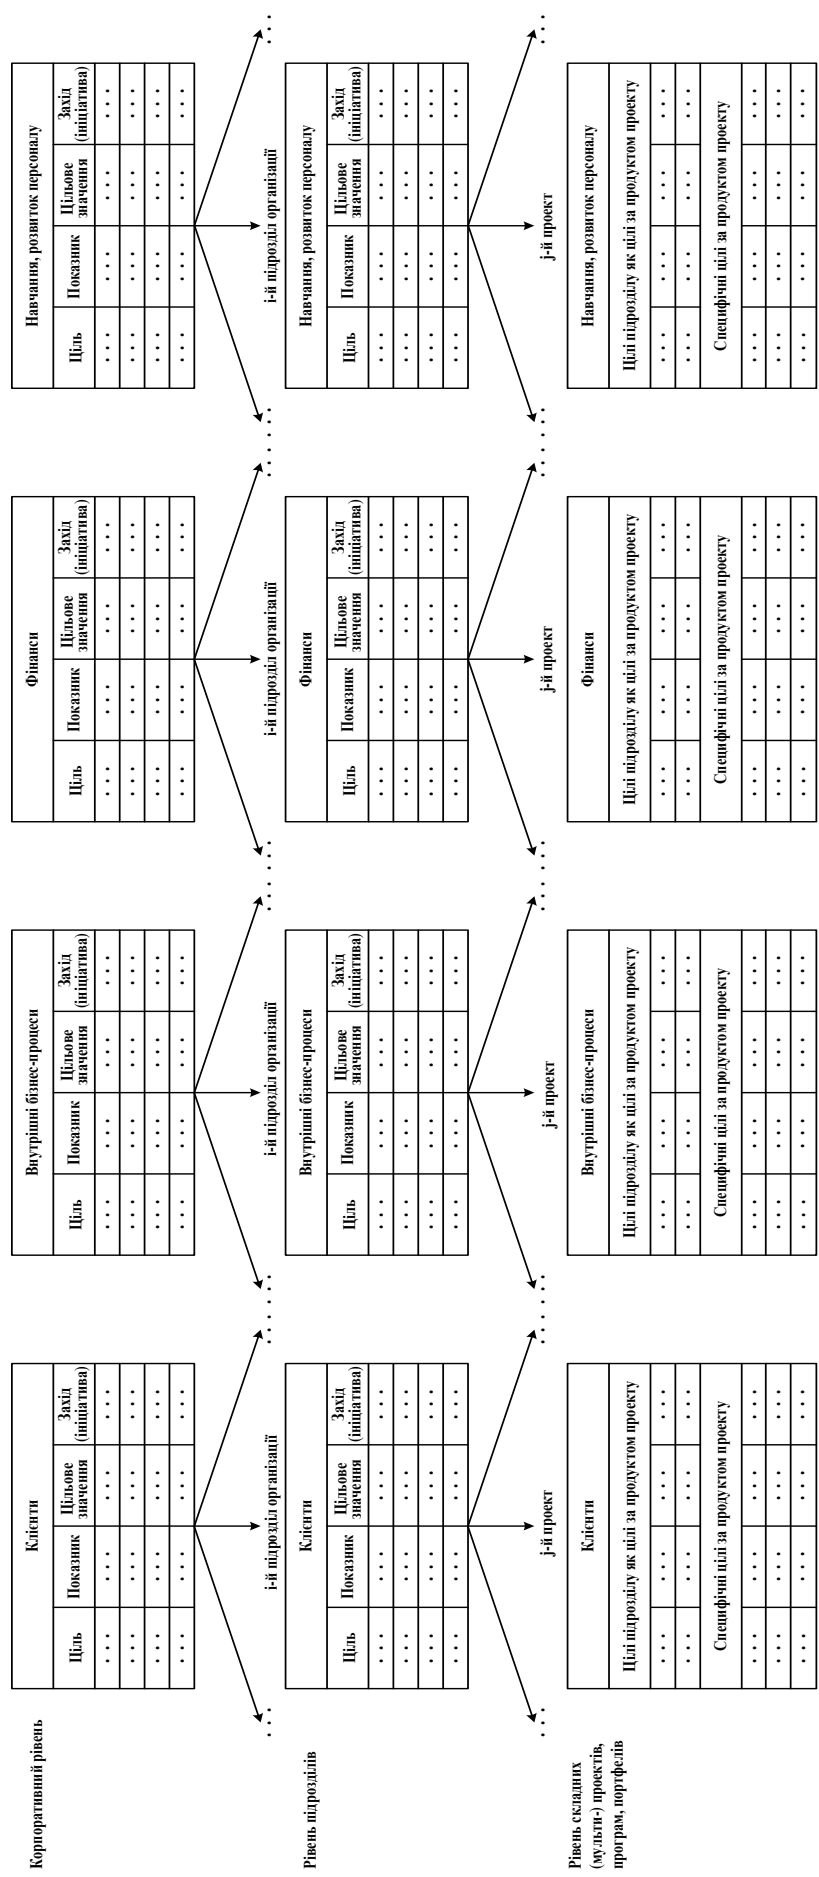 Корпоративний рівень
Клієнти
Ціль
Показник
Цільове
значення
Захід
(ініціатива)
Внутрішні бізнес-процеси
Ціль
Показник
Цільове
значення
Захід
(ініціатива)
Фінанси
Ціль
Показник
Цільове
значення
Захід
(ініціатива)
Навчання, розвиток персоналу
Ціль
Показник
Цільове
значення
Захід
(ініціатива)
і-й підрозділ організації
і-й підрозділ організації
і-й підрозділ організації
і-й підрозділ організації
Рівень підрозділів
Клієнти
Ціль
Показник
Цільове
значення
Захід
(ініціатива)
Внутрішні бізнес-процеси
Ціль
Показник
Цільове
значення
Захід
(ініціатива)
Фінанси
Ціль
Показник
Цільове
значення
Захід
(ініціатива)
Навчання, розвиток персоналу
Ціль
Показник
Цільове
значення
Захід
(ініціатива)
j-й проект
j-й проект
j-й проект
j-й проект
Рівень складних
(мульти-) проектів,
програм, портфелів
Клієнти
Цілі підрозділу як цілі за продуктом проекту
Специфічні цілі за продуктом проекту
Внутрішні бізнес-процеси
Цілі підрозділу як цілі за продуктом проекту
Специфічні цілі за продуктом проекту
Фінанси
Цілі підрозділу як цілі за продуктом проекту
Специфічні цілі за продуктом проекту
Навчання, розвиток персоналу
Цілі підрозділу як цілі за продуктом проекту
Специфічні цілі за продуктом проекту